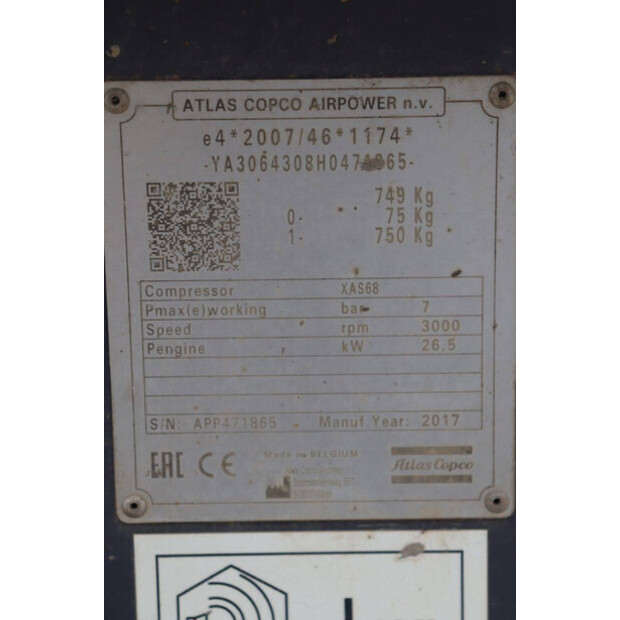 ATLAS COPCO AIRPOWER n.v.
e4*2007/46*1174*
-YA3064308H0471865-
749 Kg
0- 75 Kg
1- 750 Kg
Compressor XAS68
Pmax(e)working bar 7
Speed rpm 3000
Pengine kW 26.5
S/N: APP471865 Manuf.Year: 2017
EAC CE
Made in BELGIUM
Atlas Copco